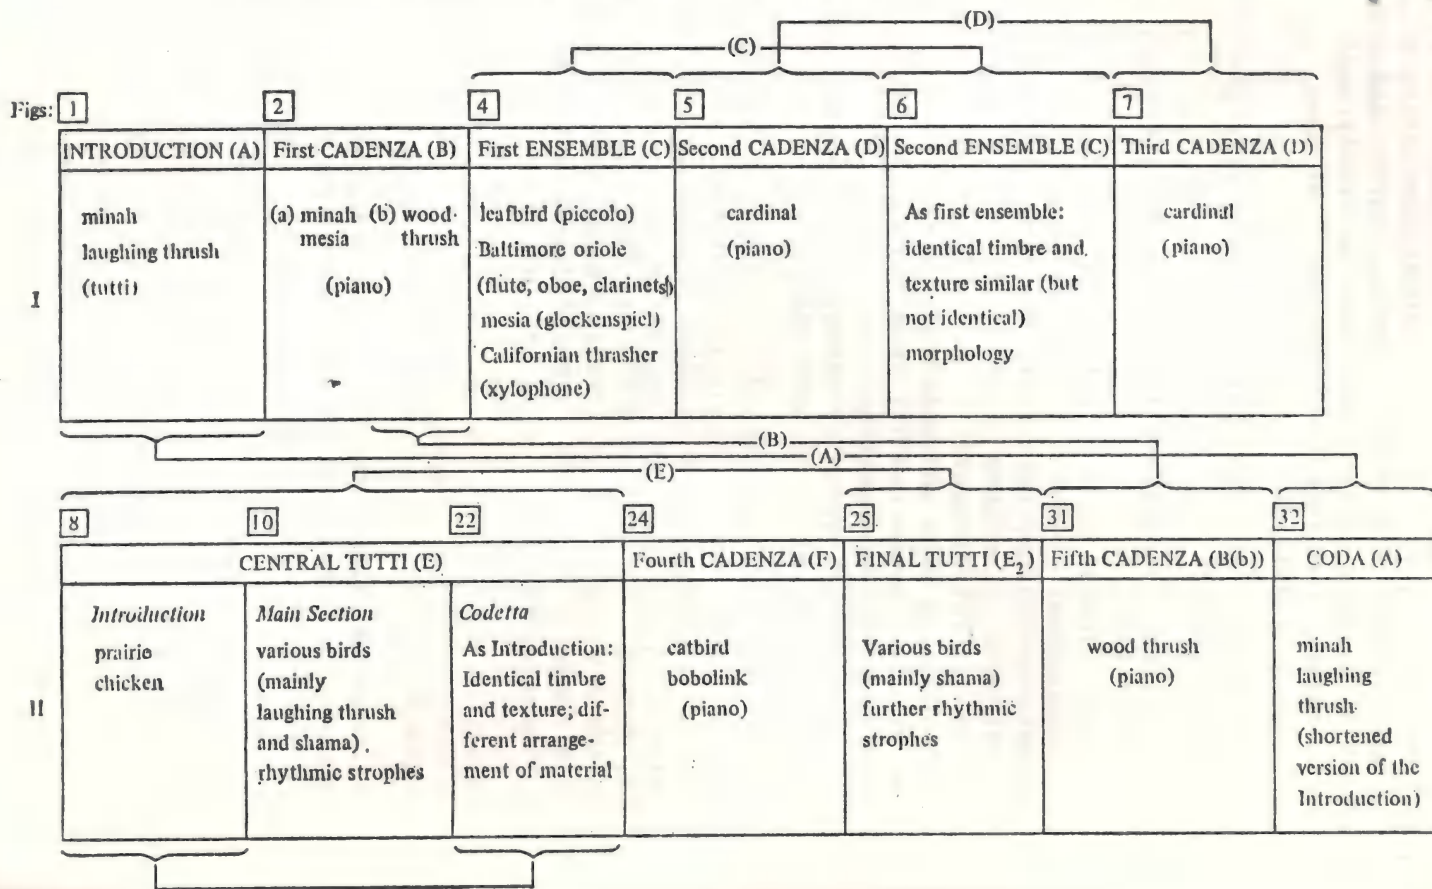 (D)
(C)
Figs: 1 2 4 5 6 7
INTRODUCTION (A) First CADENZA (B) First ENSEMBLE (C) Second CADENZA (D) Second ENSEMBLE (C) Third CADENZA (D)
I
minah
laughing thrush
(tutti)
(a) minah (b) wood-
mesia thrush
(piano)
leafbird (piccolo)
Baltimore oriole
(flute, oboe, clarinets)
mesia (glockenspiel)
Californian thrasher
(xylophone)
cardinal
(piano)
As first ensemble:
identical timbre and
texture similar (but
not identical)
morphology
cardinal
(piano)
(B)
(A)
(E)
8 10 22 24 25 31 32
CENTRAL TUTTI (E) Fourth CADENZA (F) FINAL TUTTI (E2) Fifth CADENZA (B(b)) CODA (A)
II
Introduction
prairie
chicken
Main Section
various birds
(mainly
laughing thrush
and shama)
rhythmic strophes
Codetta
As Introduction:
Identical timbre
and texture; dif-
ferent arrange-
ment of material
catbird
bobolink
(piano)
Various birds
(mainly shama)
further rhythmic
strophes
wood thrush
(piano)
minah
laughing
thrush
(shortened
version of the
Introduction)